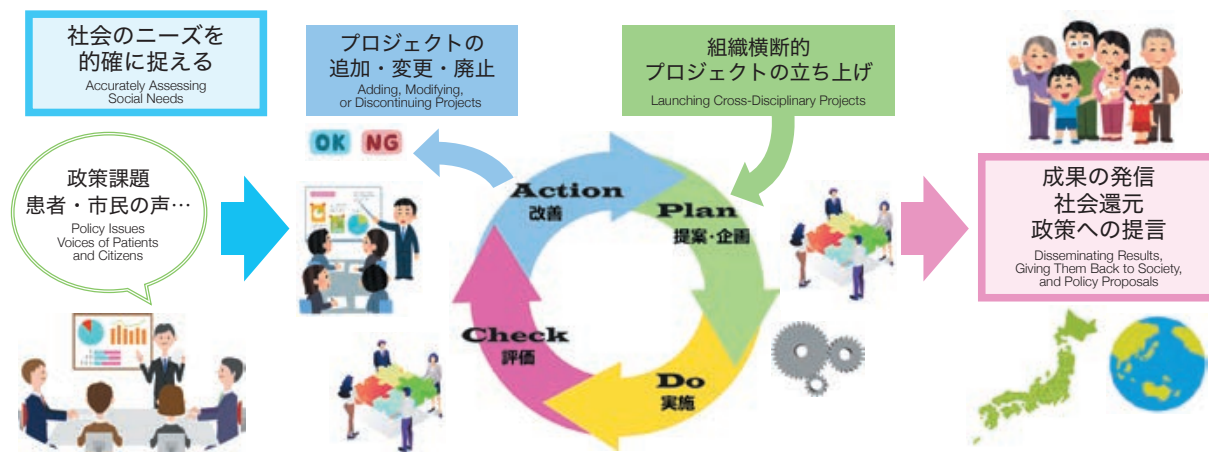 社会のニーズを
的確に捉える
Accurately Assessing
Social Needs
政策課題
患者・市民の声…
Policy Issues
Voices of Patients
and Citizens
プロジェクトの
追加・変更・廃止
Adding, Modifying,
or Discontinuing Projects
OK NG
組織横断的
プロジェクトの立ち上げ
Launching Cross-Disciplinary Projects
Action
改善
Plan
提案・企画
Do
実施
Check
評価
成果の発信
社会還元
政策への提言
Disseminating Results,
Giving Them Back to Society,
and Policy Proposals